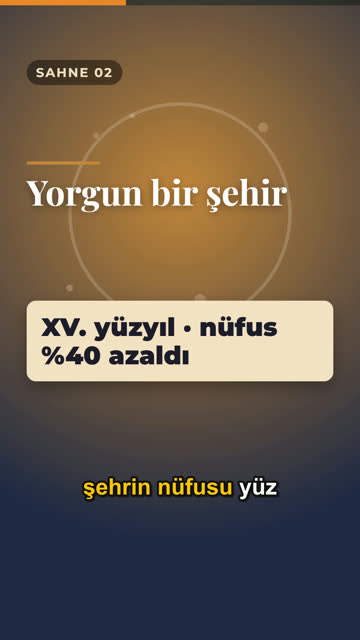 SAHNE 02
Yorgun bir şehir
XV. yüzyıl • nüfus
%40 azaldı
şehrin nüfusu yüz